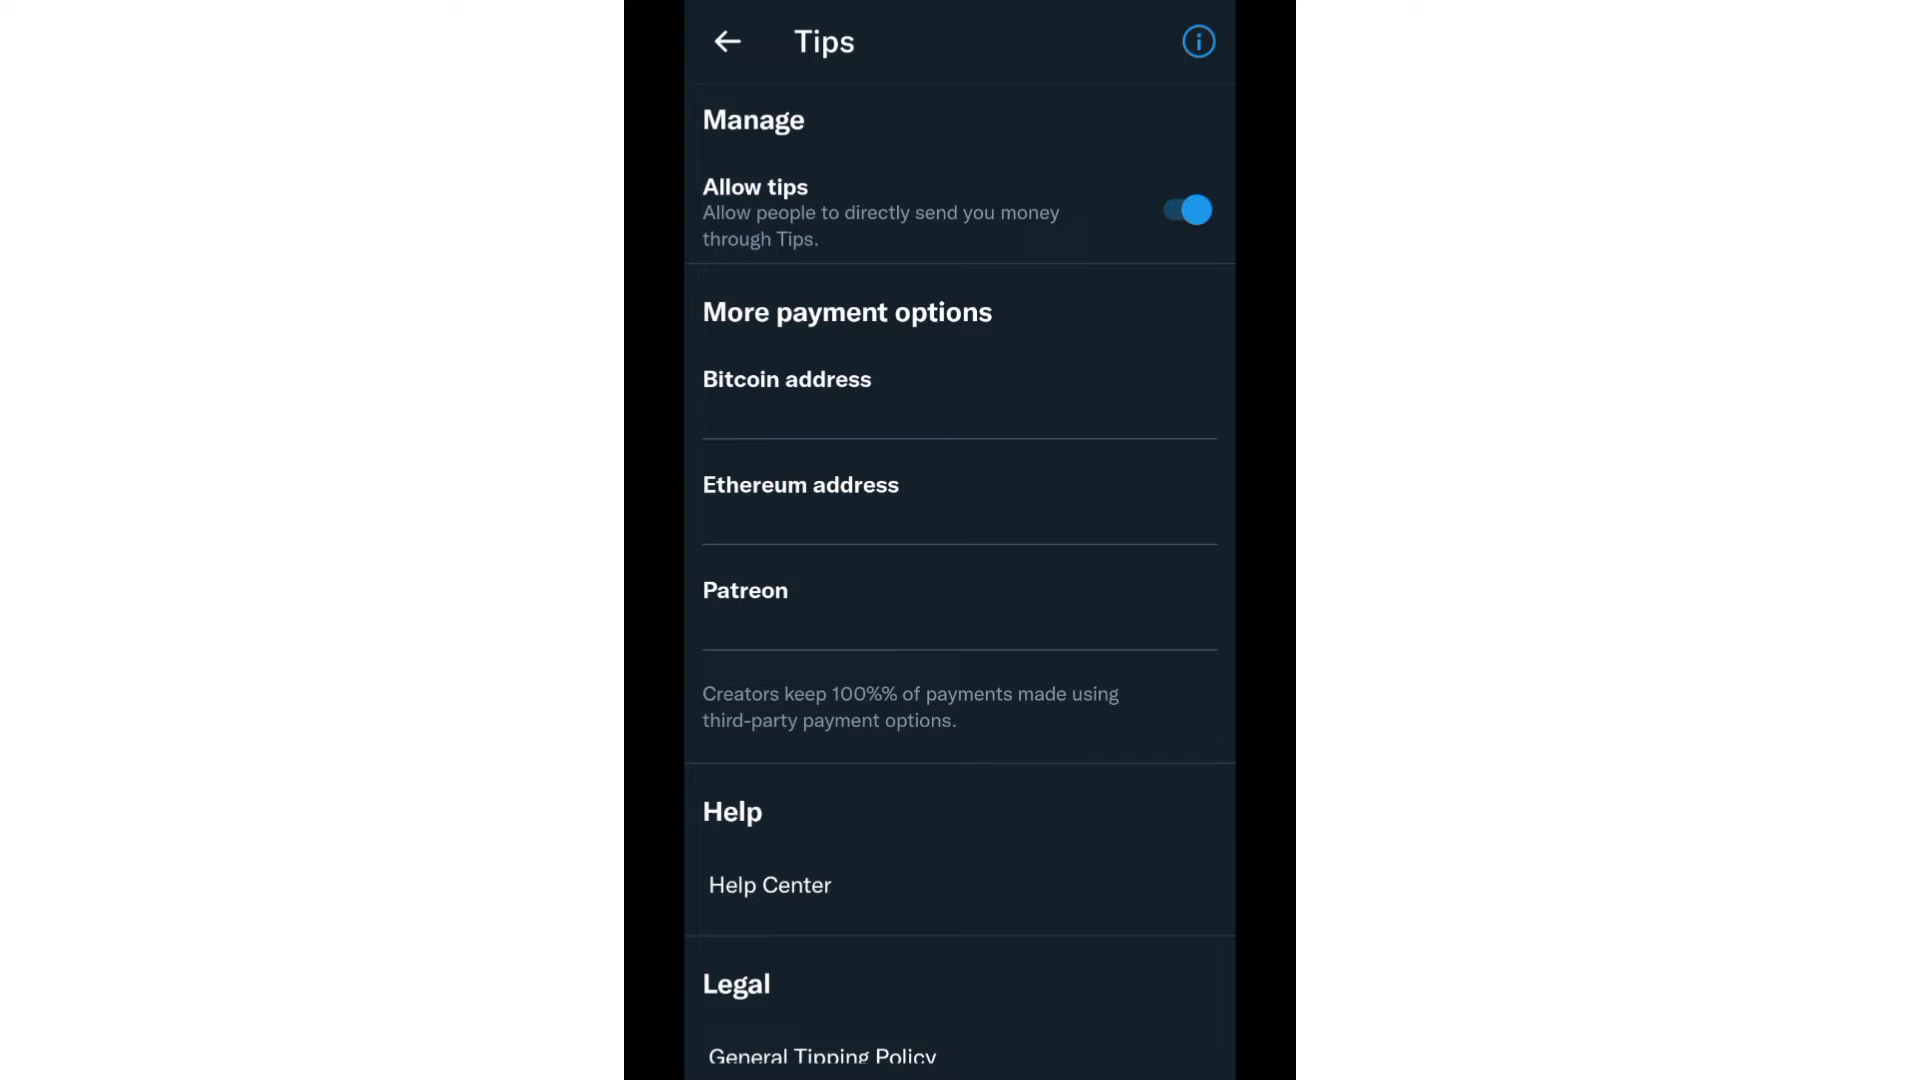 Tips
Manage
Allow tips
Allow people to directly send you money
through Tips.
More payment options
Bitcoin address
Ethereum address
Patreon
Creators keep 100%% of payments made using
third-party payment options.
Help
Help Center
Legal
General Tipping Policy